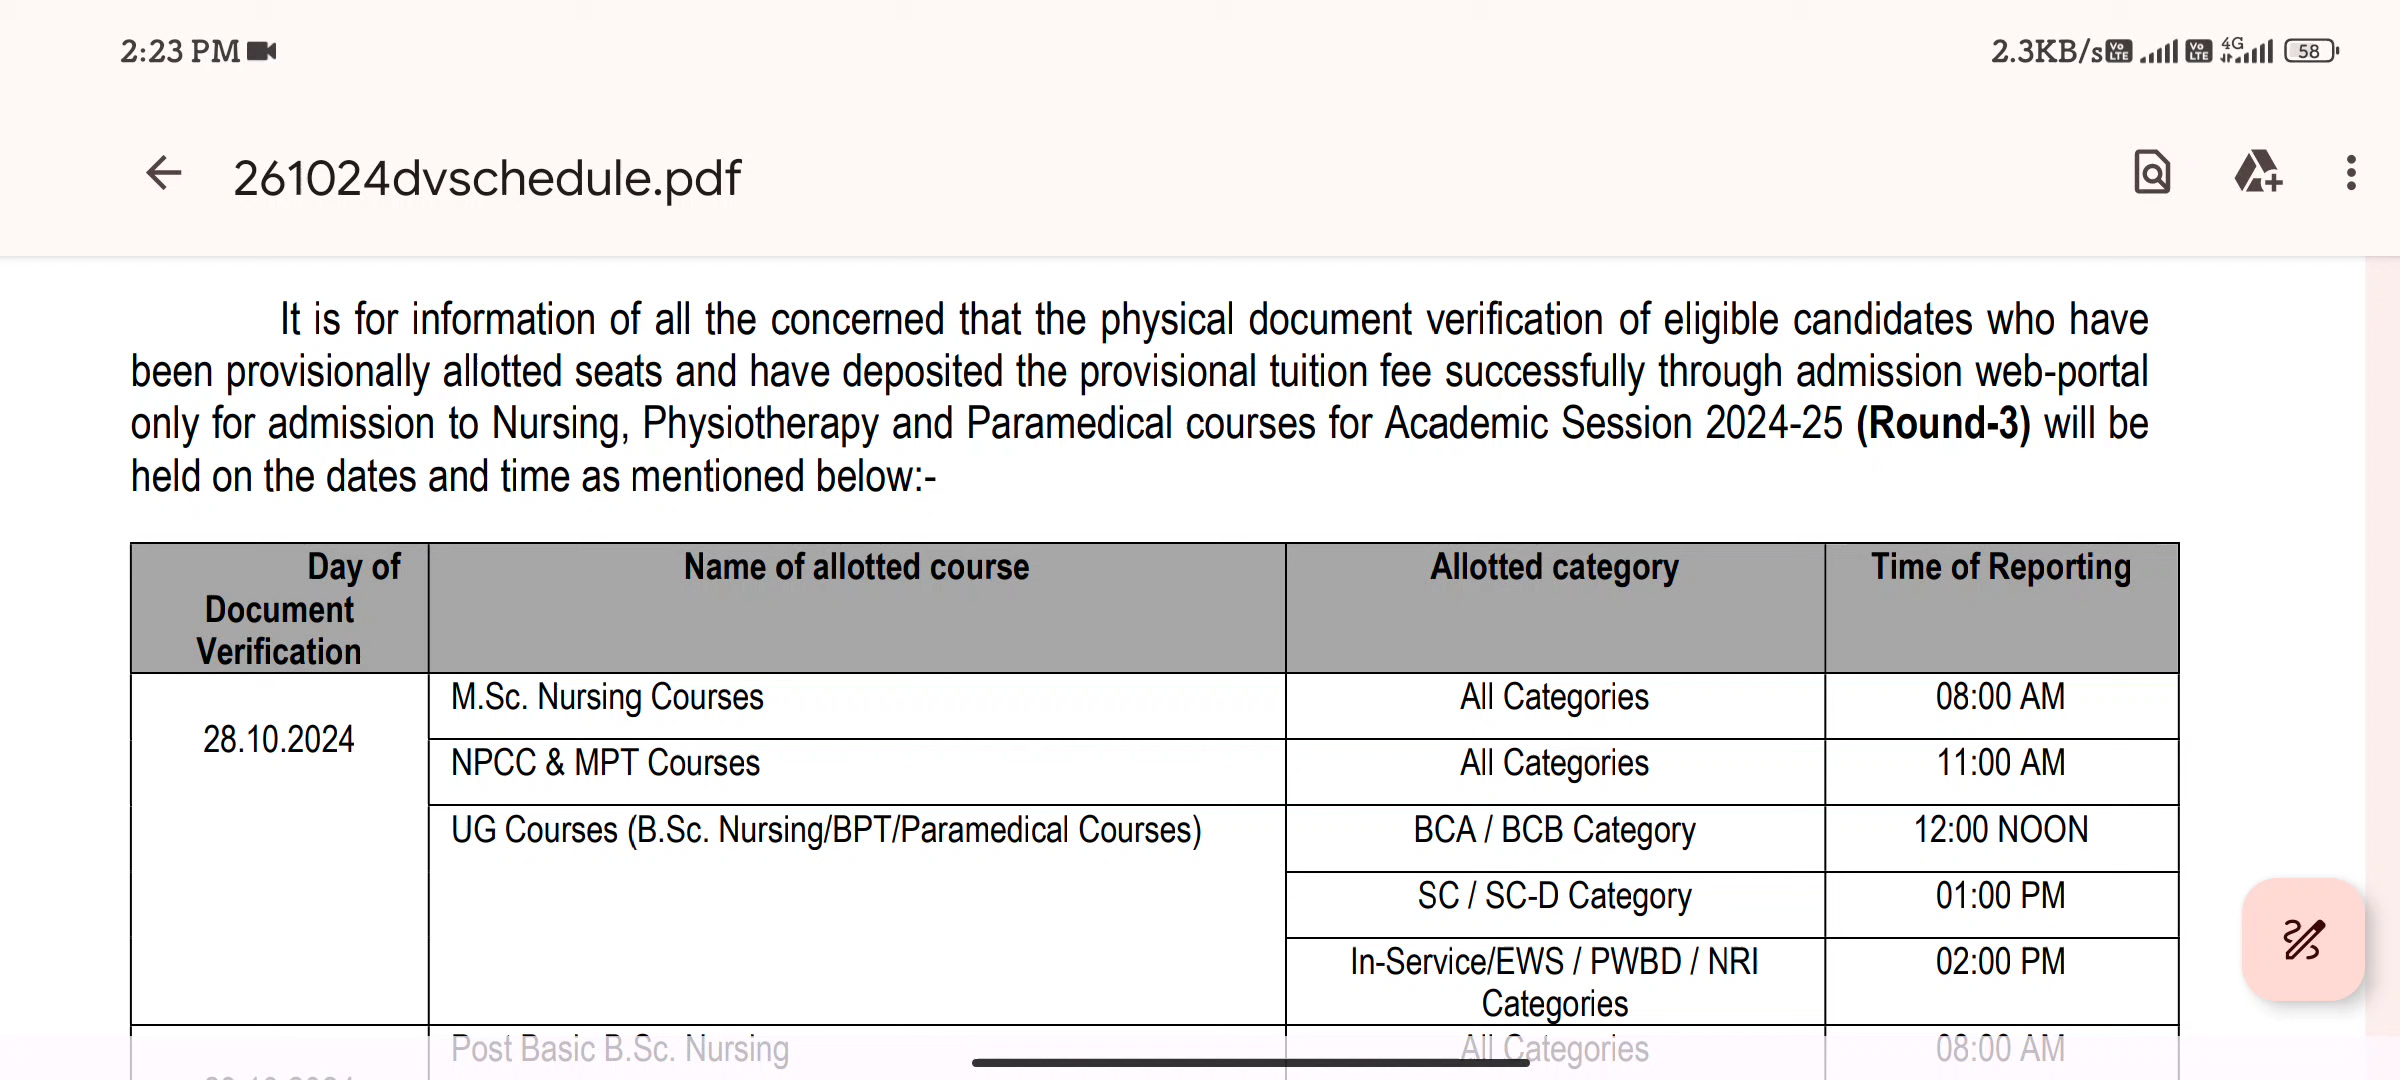 2:23 PM
2.3KB/s Vo LTE Vo LTE 4G 58
261024dvschedule.pdf
It is for information of all the concerned that the physical document verification of eligible candidates who have
been provisionally allotted seats and have deposited the provisional tuition fee successfully through admission web-portal
only for admission to Nursing, Physiotherapy and Paramedical courses for Academic Session 2024-25 (Round-3) will be
held on the dates and time as mentioned below:-
Day of Document Verification
Name of allotted course
Allotted category
Time of Reporting
28.10.2024
M.Sc. Nursing Courses
All Categories
08:00 AM
NPCC & MPT Courses
All Categories
11:00 AM
UG Courses (B.Sc. Nursing/BPT/Paramedical Courses)
BCA / BCB Category
12:00 NOON
SC / SC-D Category
01:00 PM
In-Service/EWS / PWBD / NRI
Categories
02:00 PM
Post Basic B.Sc. Nursing
All Categories
08:00 AM